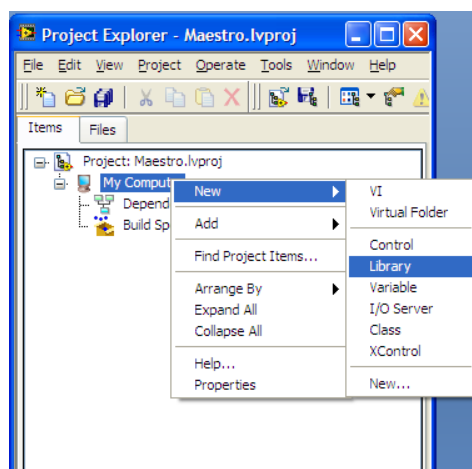 Project Explorer - Maestro.lvproj
File Edit View Project Operate Tools Window Help
Items Files
Project: Maestro.lvproj
My Compute
Depend
Build Sp
New
Add
Find Project Items...
Arrange By
Expand All
Collapse All
Help...
Properties
VI
Virtual Folder
Control
Library
Variable
I/O Server
Class
XControl
New...